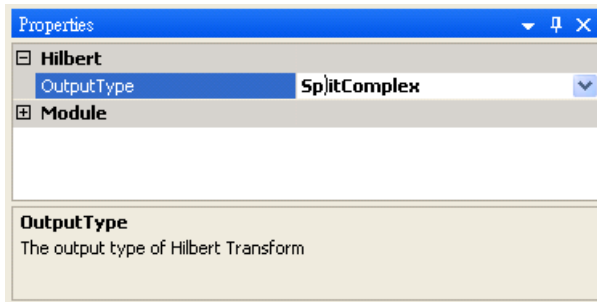 Properties
Hilbert
OutputType SplitComplex
Module
OutputType
The output type of Hilbert Transform